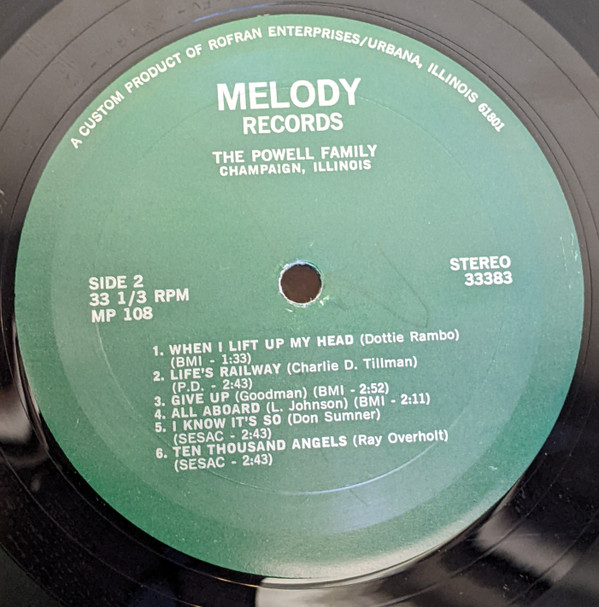 A CUSTOM PRODUCT OF ROFRAN ENTERPRISES/URBANA, ILLINOIS 61801
MELODY
RECORDS
THE POWELL FAMILY
CHAMPAIGN, ILLINOIS
SIDE 2
33 1/3 RPM
MP 108
STEREO
33383
1. WHEN I LIFT UP MY HEAD (Dottie Rambo)
(BMI - 1:33)
2. LIFE'S RAILWAY (Charlie D. Tillman)
(P.D. - 2:43)
3. GIVE UP (Goodman) (BMI - 2:52)
4. ALL ABOARD (L. Johnson) (BMI - 2:11)
5. I KNOW IT'S SO (Don Sumner)
(SESAC - 2:43)
6. TEN THOUSAND ANGELS (Ray Overholt)
(SESAC - 2:43)